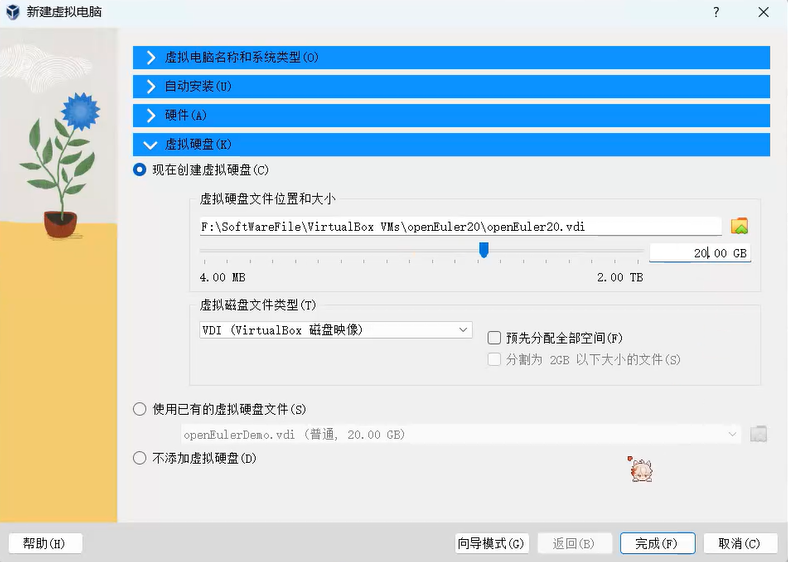 新建虚拟电脑
?
虚拟电脑名称和系统类型(O)
自动安装(U)
硬件(A)
虚拟硬盘(K)
现在创建虚拟硬盘(C)
虚拟硬盘文件位置和大小
F:\SoftWareFile\VirtualBox VMs\openEuler20\openEuler20.vdi
20.00 GB
4.00 MB 2.00 TB
虚拟磁盘文件类型(T)
VDI (VirtualBox 磁盘映像)
预先分配全部空间(F)
分割为 2GB 以下大小的文件(S)
使用已有的虚拟硬盘文件(S)
openEulerDemo.vdi (普通, 20.00 GB)
不添加虚拟硬盘(D)
帮助(H) 向导模式(G) 返回(B) 完成(F) 取消(C)